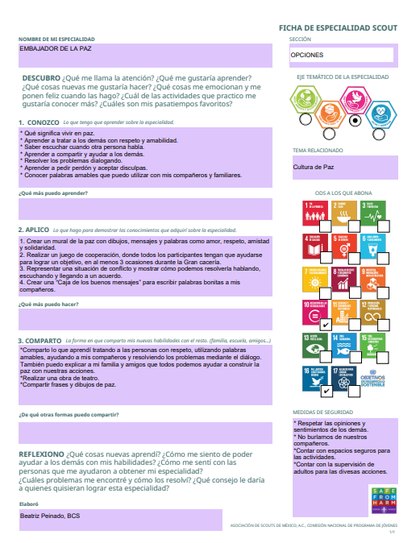 FICHA DE ESPECIALIDAD SCOUT
NOMBRE DE MI ESPECIALIDAD
EMBAJADOR DE LA PAZ
SECCIÓN
OPCIONES
DESCUBRO ¿Qué me llama la atención? ¿Qué me gustaría aprender?
¿Qué cosas nuevas me gustaría hacer? ¿Qué cosas me emocionan y me
ponen feliz cuando las hago? ¿Cuál de las actividades que practico me
gustaría conocer más? ¿Cuáles son mis pasatiempos favoritos?
EJE TEMÁTICO DE LA ESPECIALIDAD
1. CONOZCO Lo que tengo que aprender sobre la especialidad.
* Qué significa vivir en paz.
* Aprender a tratar a los demás con respeto y amabilidad.
* Saber escuchar cuando otra persona habla.
* Aprender a compartir y ayudar a los demás.
* Resolver los problemas dialogando.
* Aprender a pedir perdón y aceptar disculpas.
* Conocer palabras amables que puedo utilizar con mis compañeros y familiares.
¿Qué más puedo aprender?
TEMA RELACIONADO
Cultura de Paz
ODS A LOS QUE ABONA
2. APLICO Lo que hago para demostrar los conocimientos que adquirí sobre la especialidad.
1. Crear un mural de la paz con dibujos, mensajes y palabras como amor, respeto, amistad
y solidaridad.
2. Realizar un juego de cooperación, donde todos los participantes tengan que ayudarse
para lograr un objetivo, en al menos 3 ocasiones durante la Gran cacería.
3. Representar una situación de conflicto y mostrar cómo podemos resolverla hablando,
escuchando y llegando a un acuerdo.
4. Crear una "Caja de los buenos mensajes" para escribir palabras bonitas a mis
compañeros.
¿Qué más puedo hacer?
3. COMPARTO La forma en que comparto mis nuevas habilidades con el resto. (familia, escuela, amigos...)
*Comparto lo que aprendí tratando a las personas con respeto, utilizando palabras
amables, ayudando a mis compañeros y resolviendo los problemas mediante el diálogo.
También puedo explicar a mi familia y amigos que todos podemos ayudar a construir la
paz con nuestras acciones.
*Realizar una obra de teatro.
*Compartir frases y dibujos de paz.
¿De qué otras formas puedo compartir?
MEDIDAS DE SEGURIDAD
* Respetar las opiniones y
sentimientos de los demás.
* No burlarnos de nuestros
compañeros.
*Contar con espacios seguros para
las actividades.
*Contar con la supervisión de
adultos para las diversas acciones.
REFLEXIONO ¿Qué cosas nuevas aprendí? ¿Cómo me siento de poder
ayudar a los demás con mis habilidades? ¿Cómo me sentí con las
personas que me ayudaron a obtener mi especialidad?
¿Cuáles problemas me encontré y cómo los resolví? ¿Qué consejo le daría
a quienes quisieran lograr esta especialidad?
SAFE
FROM
HARM
Elaboró
Beatriz Peinado, BCS
ASOCIACIÓN DE SCOUTS DE MÉXICO, A.C., COMISIÓN NACIONAL DE PROGRAMA DE JÓVENES